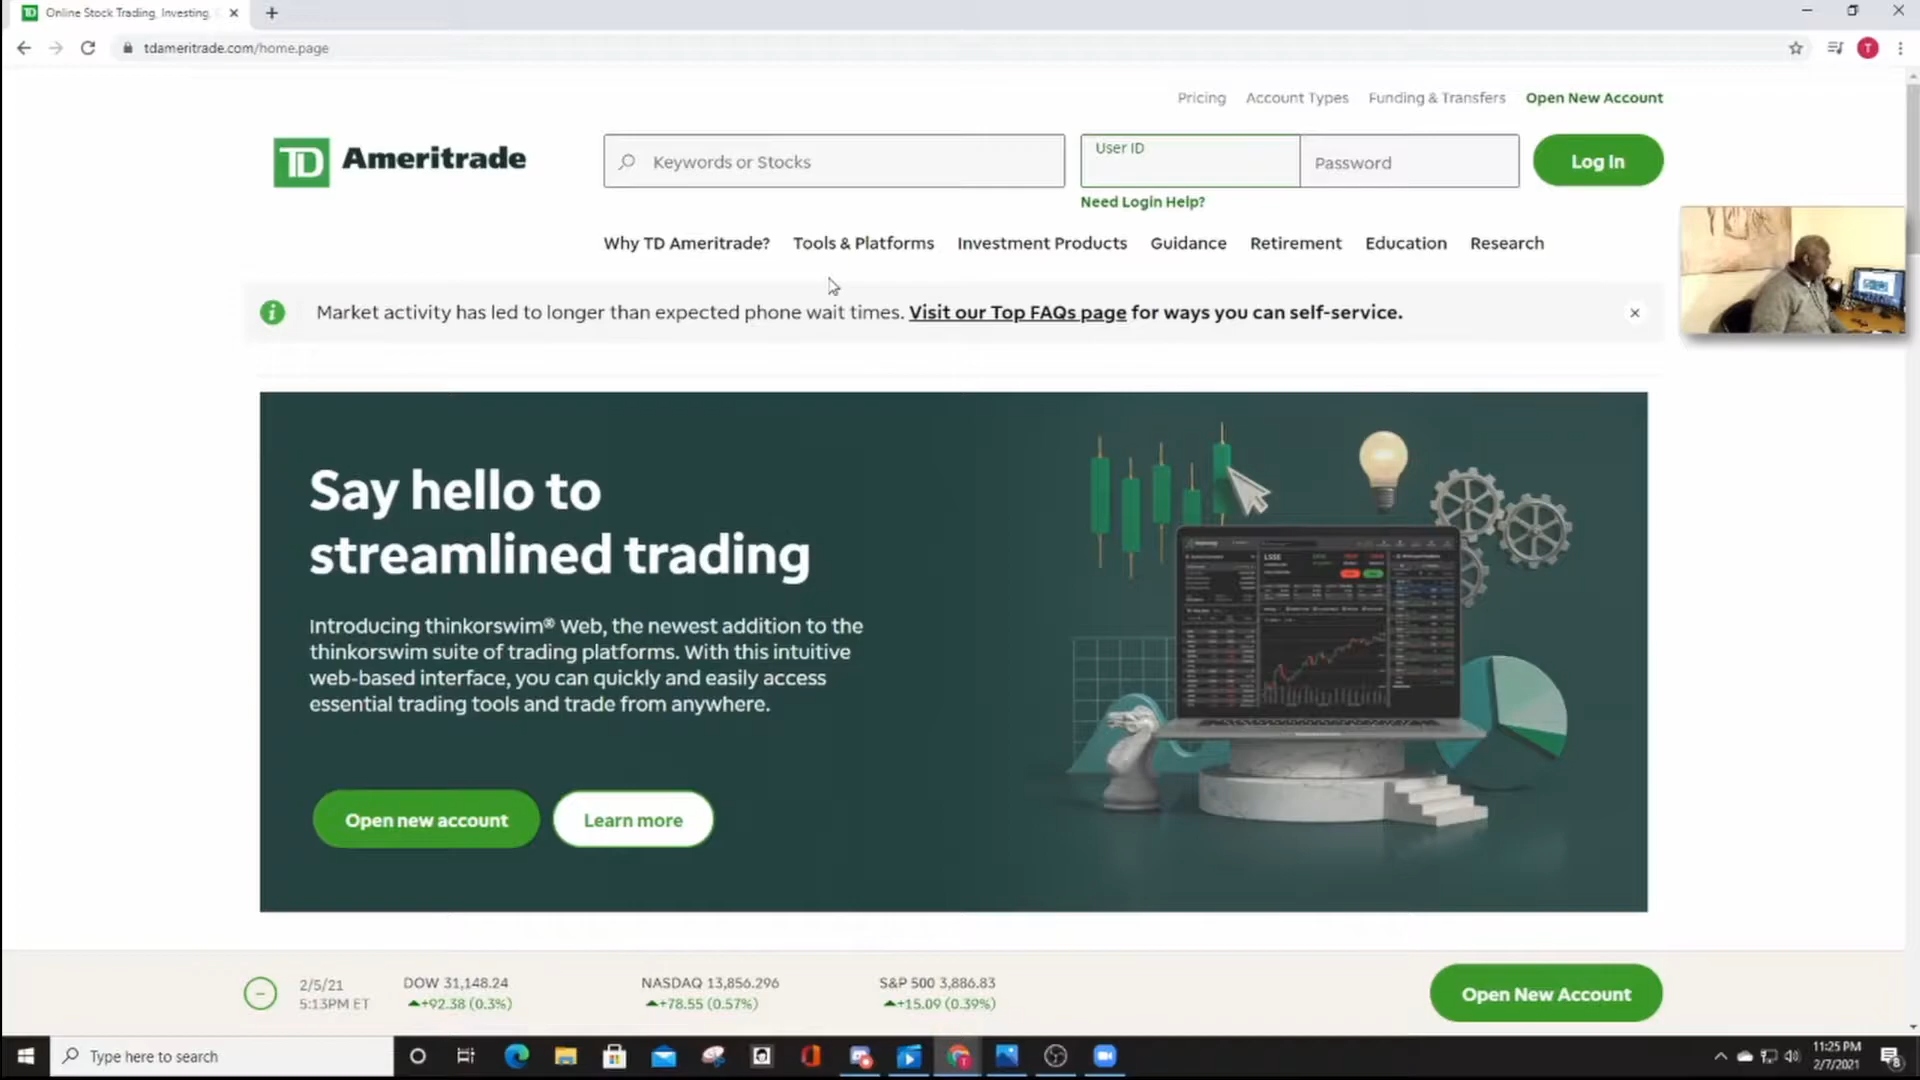 Online Stock Trading, Investing,
tdameritrade.com/home.page
T
Pricing Account Types Funding & Transfers Open New Account
TD Ameritrade
Keywords or Stocks
User ID
Password
Log In
Need Login Help?
Why TD Ameritrade? Tools & Platforms Investment Products Guidance Retirement Education Research
Market activity has led to longer than expected phone wait times. Visit our Top FAQs page for ways you can self-service.
Say hello to
streamlined trading
Introducing thinkorswim® Web, the newest addition to the
thinkorswim suite of trading platforms. With this intuitive
web-based interface, you can quickly and easily access
essential trading tools and trade from anywhere.
Open new account
Learn more
2/5/21
5:13PM ET
DOW 31,148.24
+92.38 (0.3%)
NASDAQ 13,856.296
+78.55 (0.57%)
S&P 500 3,886.83
+15.09 (0.39%)
Open New Account
Type here to search
11:25 PM
2/7/2021